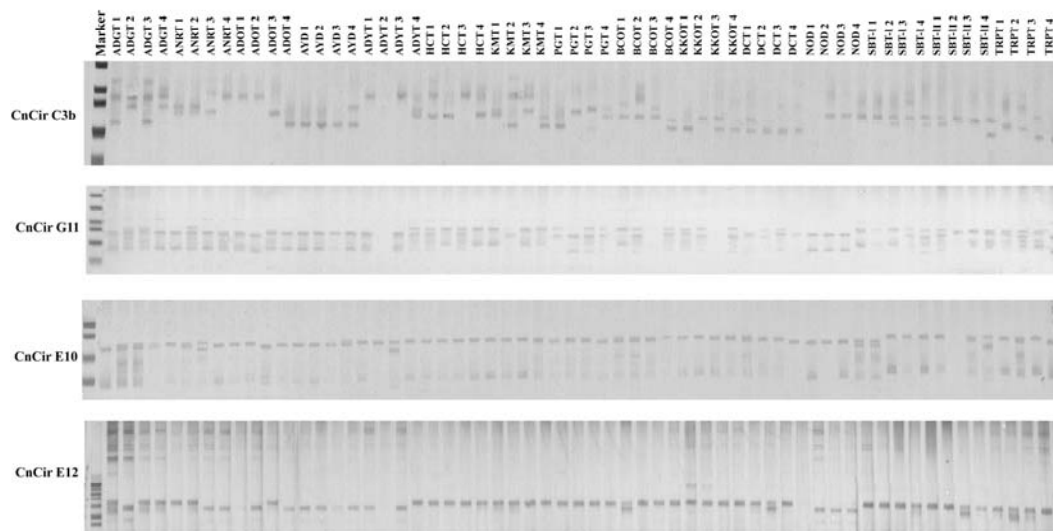 Marker
ADGT 1
ADGT 2
ADGT 3
ADGT 4
ANRT 1
ANRT 2
ANRT 3
ANRT 4
ADOT 1
ADOT 2
ADOT 3
ADOT 4
AYD 1
AYD 2
AYD 3
AYD 4
ADYT 1
ADYT 2
ADYT 3
ADYT 4
HCT 1
HCT 2
HCT 3
HCT 4
KMT 1
KMT 2
KMT 3
KMT 4
PGT 1
PGT 2
PGT 3
PGT 4
BCOT 1
BCOT 2
BCOT 3
BCOT 4
KKOT 1
KKOT 2
KKOT 3
KKOT 4
DCT 1
DCT 2
DCT 3
DCT 4
NOD 1
NOD 2
NOD 3
NOD 4
SBT-I 1
SBT-I 2
SBT-I 3
SBT-I 4
SBT-II 1
SBT-II 2
SBT-II 3
SBT-II 4
TRPT 1
TRPT 2
TRPT 3
TRPT 4
CnCir C3b
CnCir G11
CnCir E10
CnCir E12